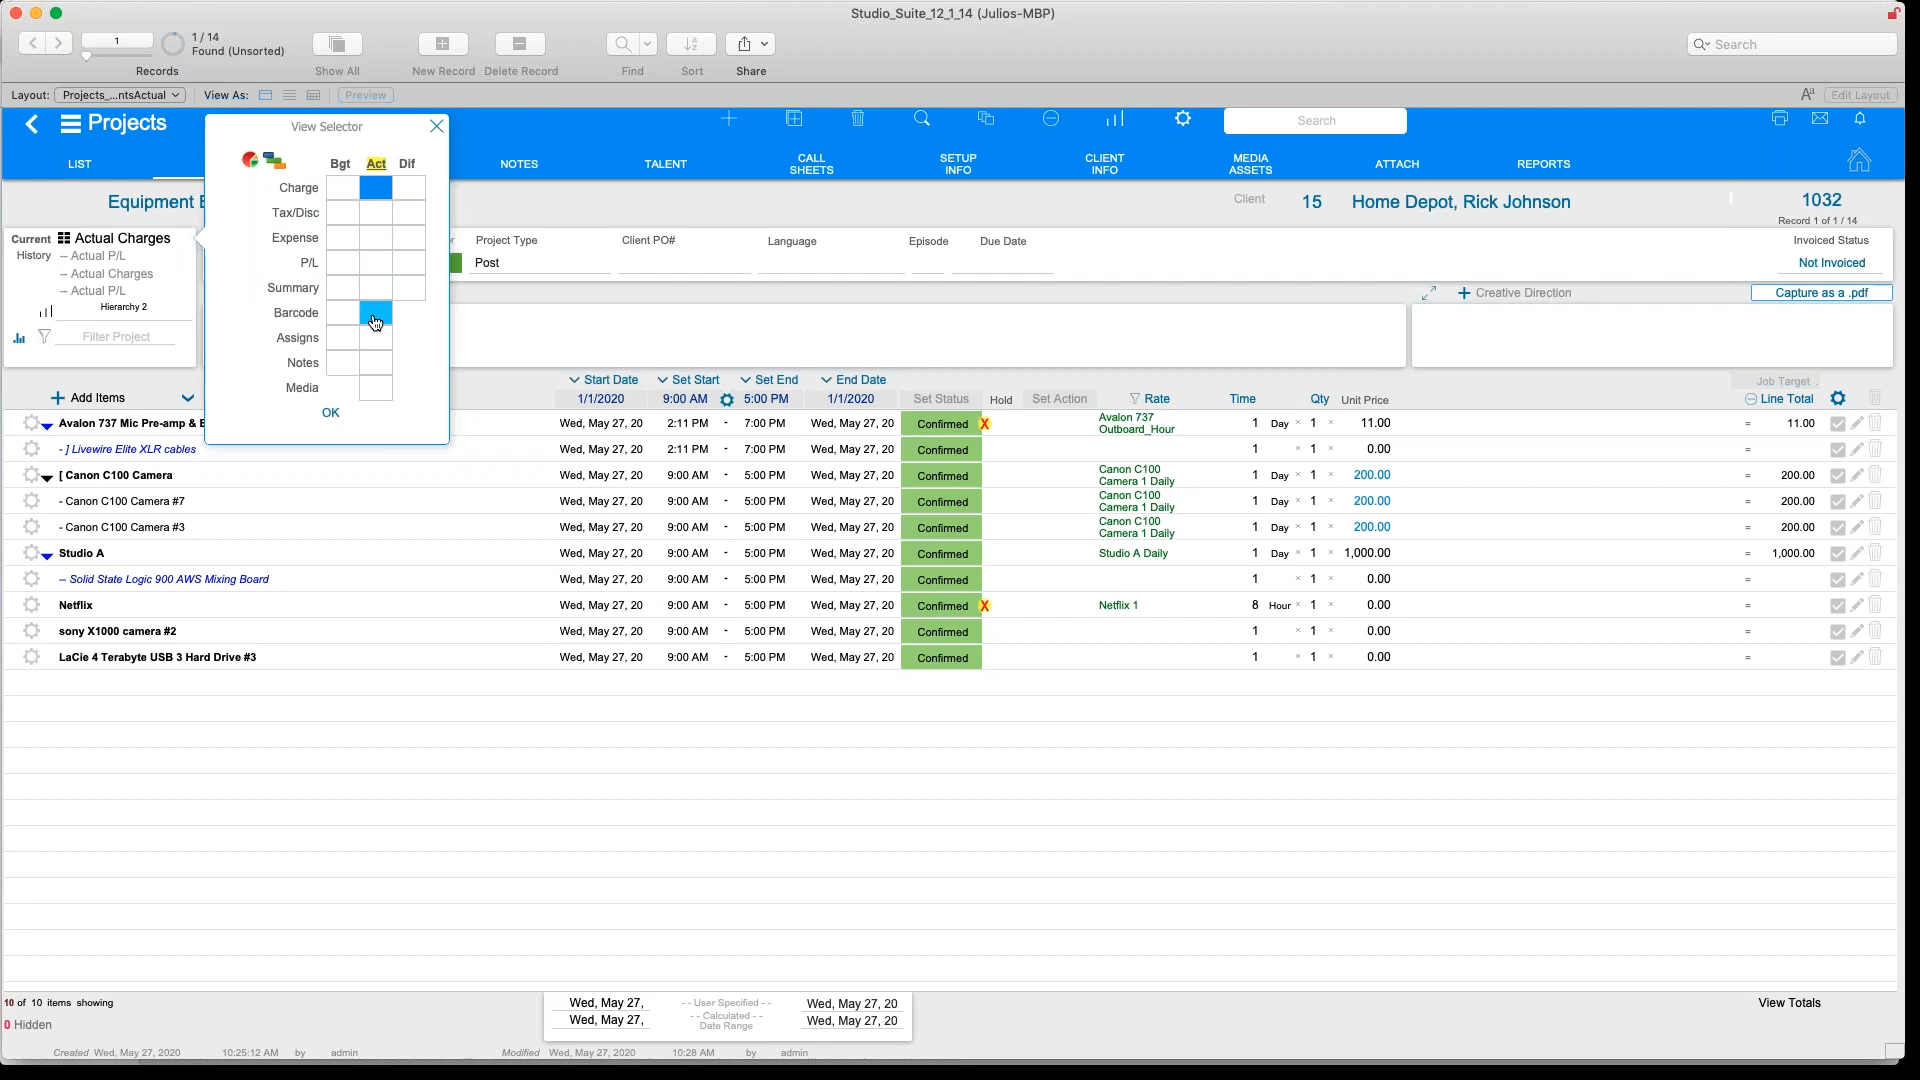 Studio_Suite_12_1_14 (Julios-MBP)
1
1 / 14
Found (Unsorted)
Search
Records
Show All
New Record
Delete Record
Find
Sort
Share
Layout:
Projects_...ntsActual
View As:
Preview
Aª
Edit Layout
Projects
Search
LIST
NOTES
TALENT
CALL
SHEETS
SETUP
INFO
CLIENT
INFO
MEDIA
ASSETS
ATTACH
REPORTS
View Selector
Bgt Act Dif
Charge
Tax/Disc
Expense
P/L
Summary
Barcode
Assigns
Notes
Media
OK
Equipment
Client
15
Home Depot, Rick Johnson
1032
Record 1 of 1 / 14
Current
Actual Charges
History
-- Actual P/L
-- Actual Charges
-- Actual P/L
Hierarchy 2
Filter Project
Project Type
Client PO#
Language
Episode
Due Date
Invoiced Status
Post
Not Invoiced
Creative Direction
Capture as a .pdf
Start Date
Set Start
Set End
End Date
Job Target
Add Items
1/1/2020
9:00 AM
5:00 PM
1/1/2020
Set Status
Hold
Set Action
Rate
Time
Qty
Unit Price
Line Total
Avalon 737 Mic Pre-amp & Wed, May 27, 20 2:11 PM - 7:00 PM Wed, May 27, 20 Confirmed X Avalon 737 Outboard_Hour 1 Day × 1 × 11.00 = 11.00
- ] Livewire Elite XLR cables Wed, May 27, 20 2:11 PM - 7:00 PM Wed, May 27, 20 Confirmed 1 × 1 × 0.00 =
[ Canon C100 Camera Wed, May 27, 20 9:00 AM - 5:00 PM Wed, May 27, 20 Confirmed Canon C100 Camera 1 Daily 1 Day × 1 × 200.00 = 200.00
- Canon C100 Camera #7 Wed, May 27, 20 9:00 AM - 5:00 PM Wed, May 27, 20 Confirmed Canon C100 Camera 1 Daily 1 Day × 1 × 200.00 = 200.00
- Canon C100 Camera #3 Wed, May 27, 20 9:00 AM - 5:00 PM Wed, May 27, 20 Confirmed Canon C100 Camera 1 Daily 1 Day × 1 × 200.00 = 200.00
Studio A Wed, May 27, 20 9:00 AM - 5:00 PM Wed, May 27, 20 Confirmed Studio A Daily 1 Day × 1 × 1,000.00 = 1,000.00
-- Solid State Logic 900 AWS Mixing Board Wed, May 27, 20 9:00 AM - 5:00 PM Wed, May 27, 20 Confirmed 1 × 1 × 0.00 =
Netflix Wed, May 27, 20 9:00 AM - 5:00 PM Wed, May 27, 20 Confirmed X Netflix 1 8 Hour × 1 × 0.00 =
sony X1000 camera #2 Wed, May 27, 20 9:00 AM - 5:00 PM Wed, May 27, 20 Confirmed 1 × 1 × 0.00 =
LaCie 4 Terabyte USB 3 Hard Drive #3 Wed, May 27, 20 9:00 AM - 5:00 PM Wed, May 27, 20 Confirmed 1 × 1 × 0.00 =
10 of 10 items showing
0 Hidden
Wed, May 27, - - User Specified - - Wed, May 27, 20
Wed, May 27, - - Calculated - - Wed, May 27, 20
Date Range
View Totals
Created Wed, May 27, 2020 10:25:12 AM by admin
Modified Wed, May 27, 2020 10:28 AM by admin